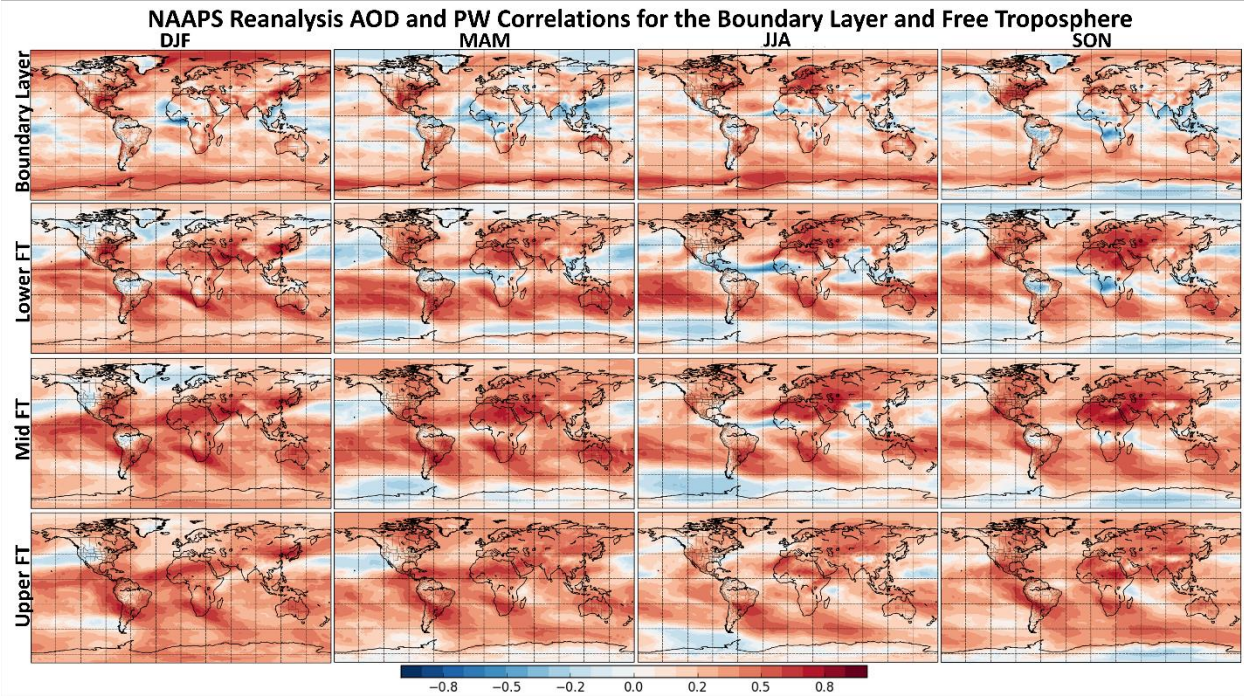 NAAPS Reanalysis AOD and PW Correlations for the Boundary Layer and Free Troposphere
DJF MAM JJA SON
Boundary Layer
Lower FT
Mid FT
Upper FT
−0.8 −0.5 −0.2 0.0 0.2 0.5 0.8